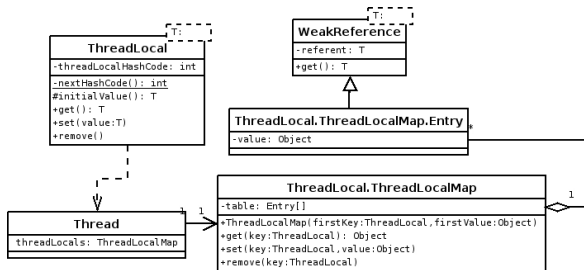 T:
ThreadLocal
-threadLocalHashCode: int
-nextHashCode(): int
#initialValue(): T
+get(): T
+set(value:T)
+remove()
T:
WeakReference
-referent: T
+get(): T
ThreadLocal.ThreadLocalMap.Entry
-value: Object
*
Thread
threadLocals: ThreadLocalMap
1
1
ThreadLocal.ThreadLocalMap
-table: Entry[]
+ThreadLocalMap(firstKey:ThreadLocal,firstValue:Object)
+get(key:ThreadLocal): Object
+set(key:ThreadLocal,value:Object)
+remove(key:ThreadLocal)
1